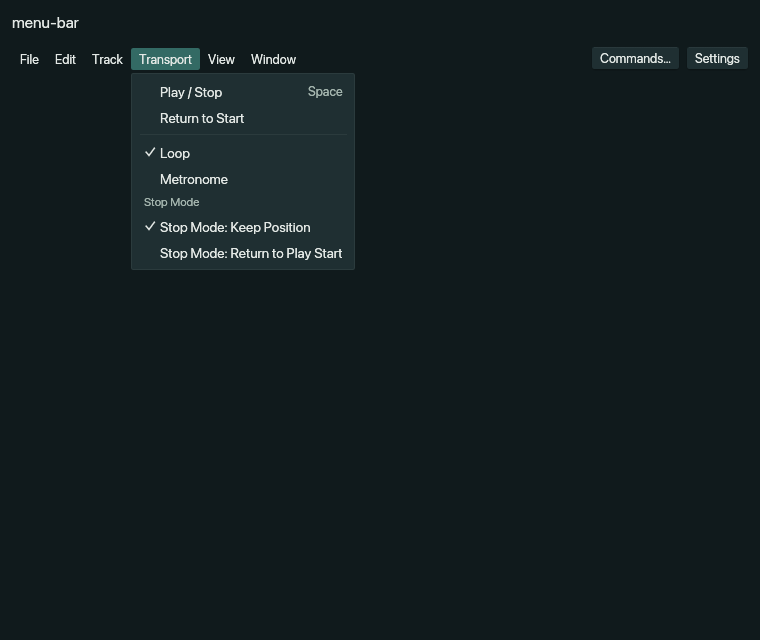 menu-bar
File Edit Track Transport View Window Commands... Settings
Play / Stop Space
Return to Start
Loop
Metronome
Stop Mode
Stop Mode: Keep Position
Stop Mode: Return to Play Start